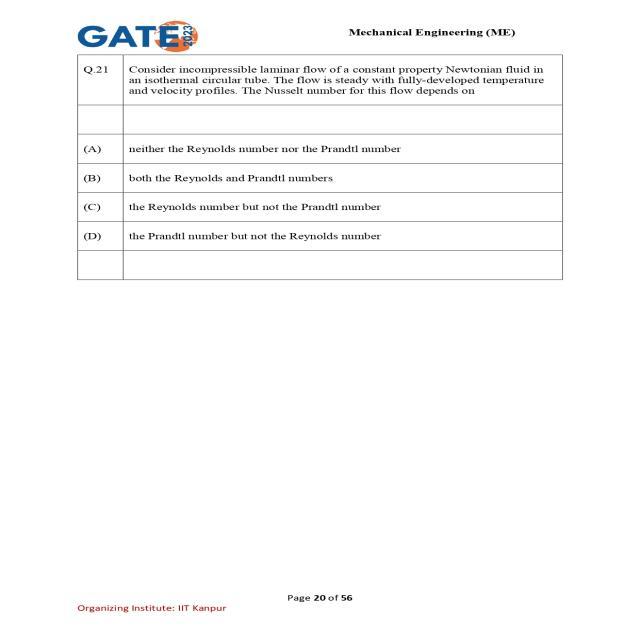 GATE 2023
Mechanical Engineering (ME)
Q.21
Consider incompressible laminar flow of a constant property Newtonian fluid in
an isothermal circular tube. The flow is steady with fully-developed temperature
and velocity profiles. The Nusselt number for this flow depends on
(A) neither the Reynolds number nor the Prandtl number
(B) both the Reynolds and Prandtl numbers
(C) the Reynolds number but not the Prandtl number
(D) the Prandtl number but not the Reynolds number
Page 20 of 56
Organizing Institute: IIT Kanpur